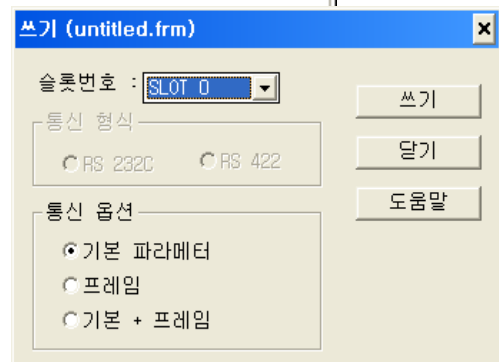 쓰기 (untitled.frm)
슬롯번호 : SLOT 0
쓰기
통신 형식
RS 232C RS 422
닫기
도움말
통신 옵션
기본 파라메터
프레임
기본 + 프레임